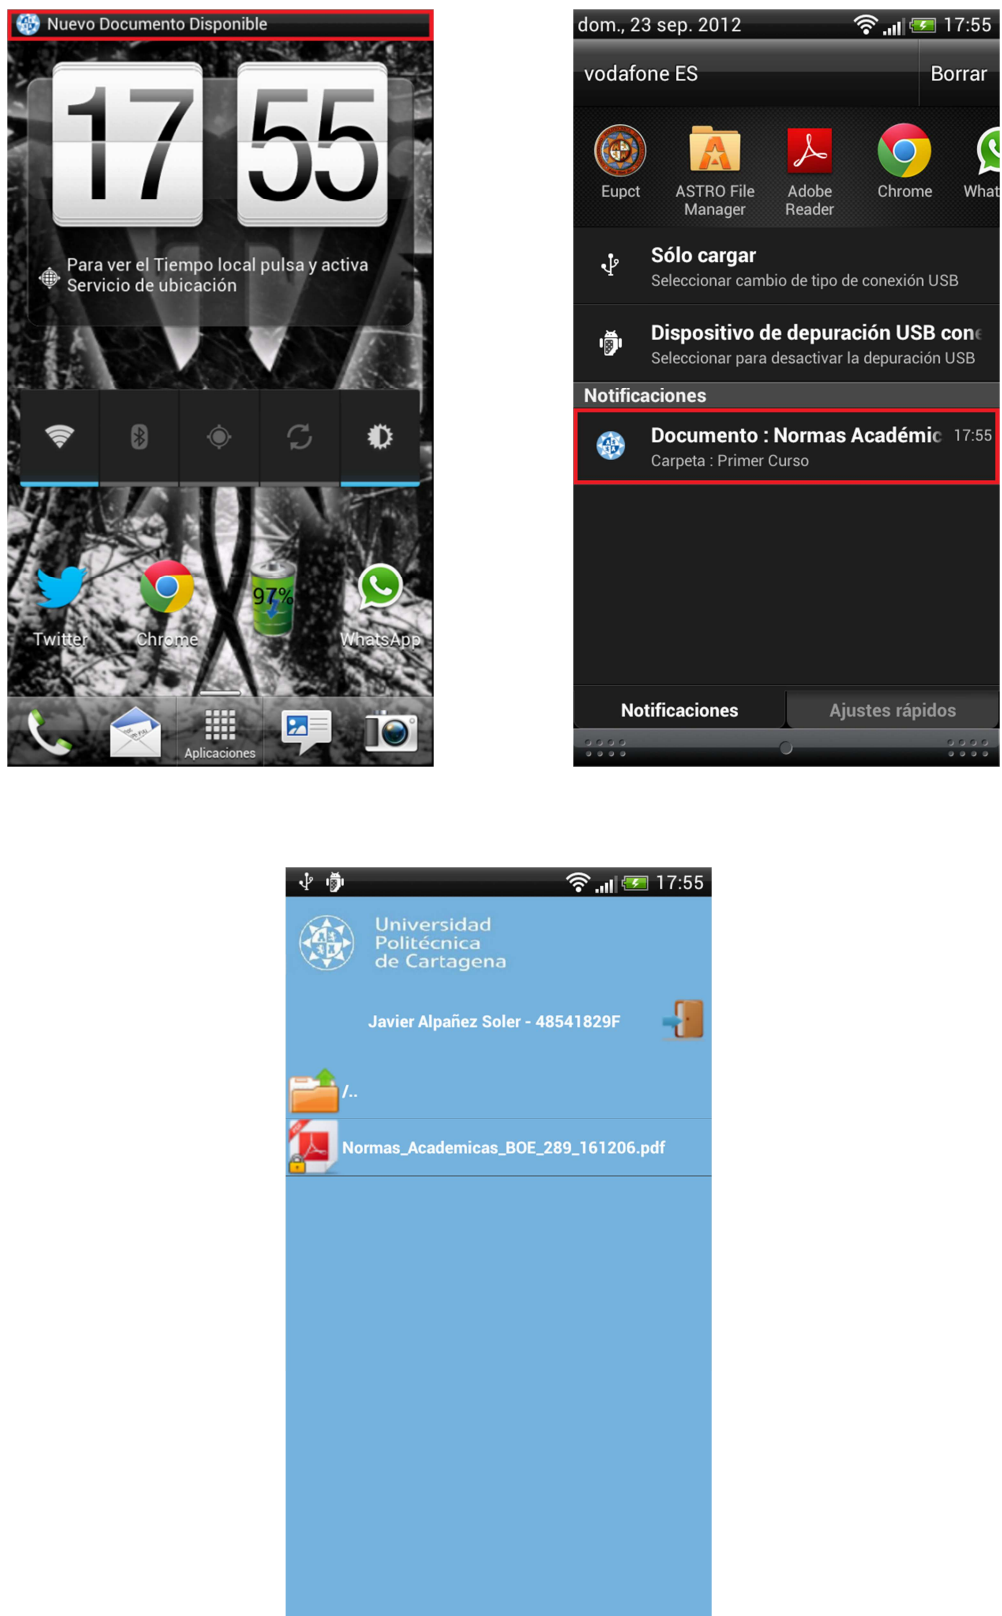 Nuevo Documento Disponible
17 55
Para ver el Tiempo local pulsa y activa
Servicio de ubicación
97%
Twitter
Chrome
WhatsApp
Aplicaciones
dom., 23 sep. 2012
17:55
vodafone ES
Borrar
Eupct
ASTRO File
Manager
Adobe
Reader
Chrome
What
Sólo cargar
Seleccionar cambio de tipo de conexión USB
Dispositivo de depuración USB cone
Seleccionar para desactivar la depuración USB
Notificaciones
Documento : Normas Académic 17:55
Carpeta : Primer Curso
Notificaciones
Ajustes rápidos
17:55
Universidad
Politécnica
de Cartagena
Javier Alpañez Soler - 48541829F
/..
PDF
Normas_Academicas_BOE_289_161206.pdf